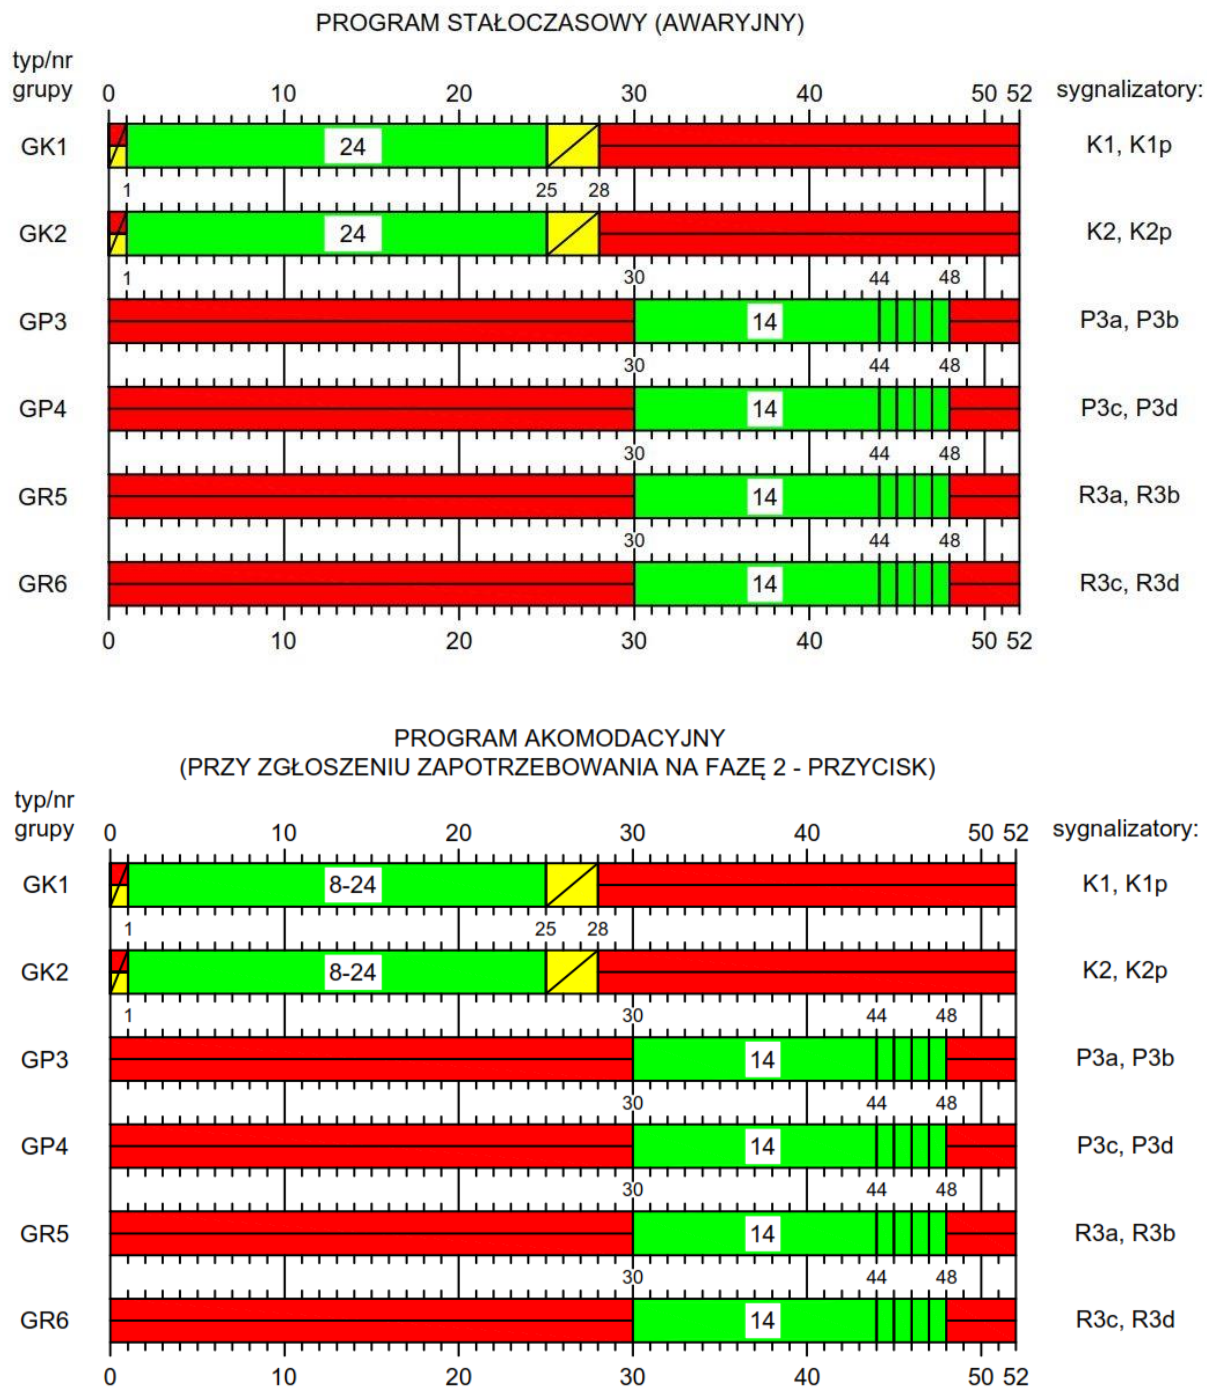 PROGRAM STAŁOCZASOWY (AWARYJNY)
typ/nr
grupy 0 10 20 30 40 50 52 sygnalizatory:
GK1 24 K1, K1p
1 25 28
GK2 24 K2, K2p
1 30 44 48
GP3 14 P3a, P3b
30 44 48
GP4 14 P3c, P3d
30 44 48
GR5 14 R3a, R3b
30 44 48
GR6 14 R3c, R3d
0 10 20 30 40 50 52
PROGRAM AKOMODACYJNY
(PRZY ZGŁOSZENIU ZAPOTRZEBOWANIA NA FAZĘ 2 - PRZYCISK)
typ/nr
grupy 0 10 20 30 40 50 52 sygnalizatory:
GK1 8-24 K1, K1p
1 25 28
GK2 8-24 K2, K2p
1 30 44 48
GP3 14 P3a, P3b
30 44 48
GP4 14 P3c, P3d
30 44 48
GR5 14 R3a, R3b
30 44 48
GR6 14 R3c, R3d
0 10 20 30 40 50 52